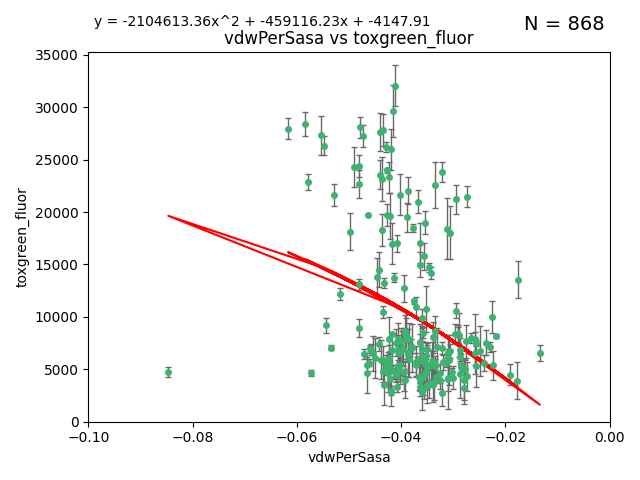 y = -2104613.36x^2 + -459116.23x + -4147.91
N = 868
vdwPerSasa vs toxgreen_fluor
35000
30000
25000
20000
15000
10000
5000
0
toxgreen_fluor
−0.10
−0.08
−0.06
−0.04
−0.02
0.00
vdwPerSasa